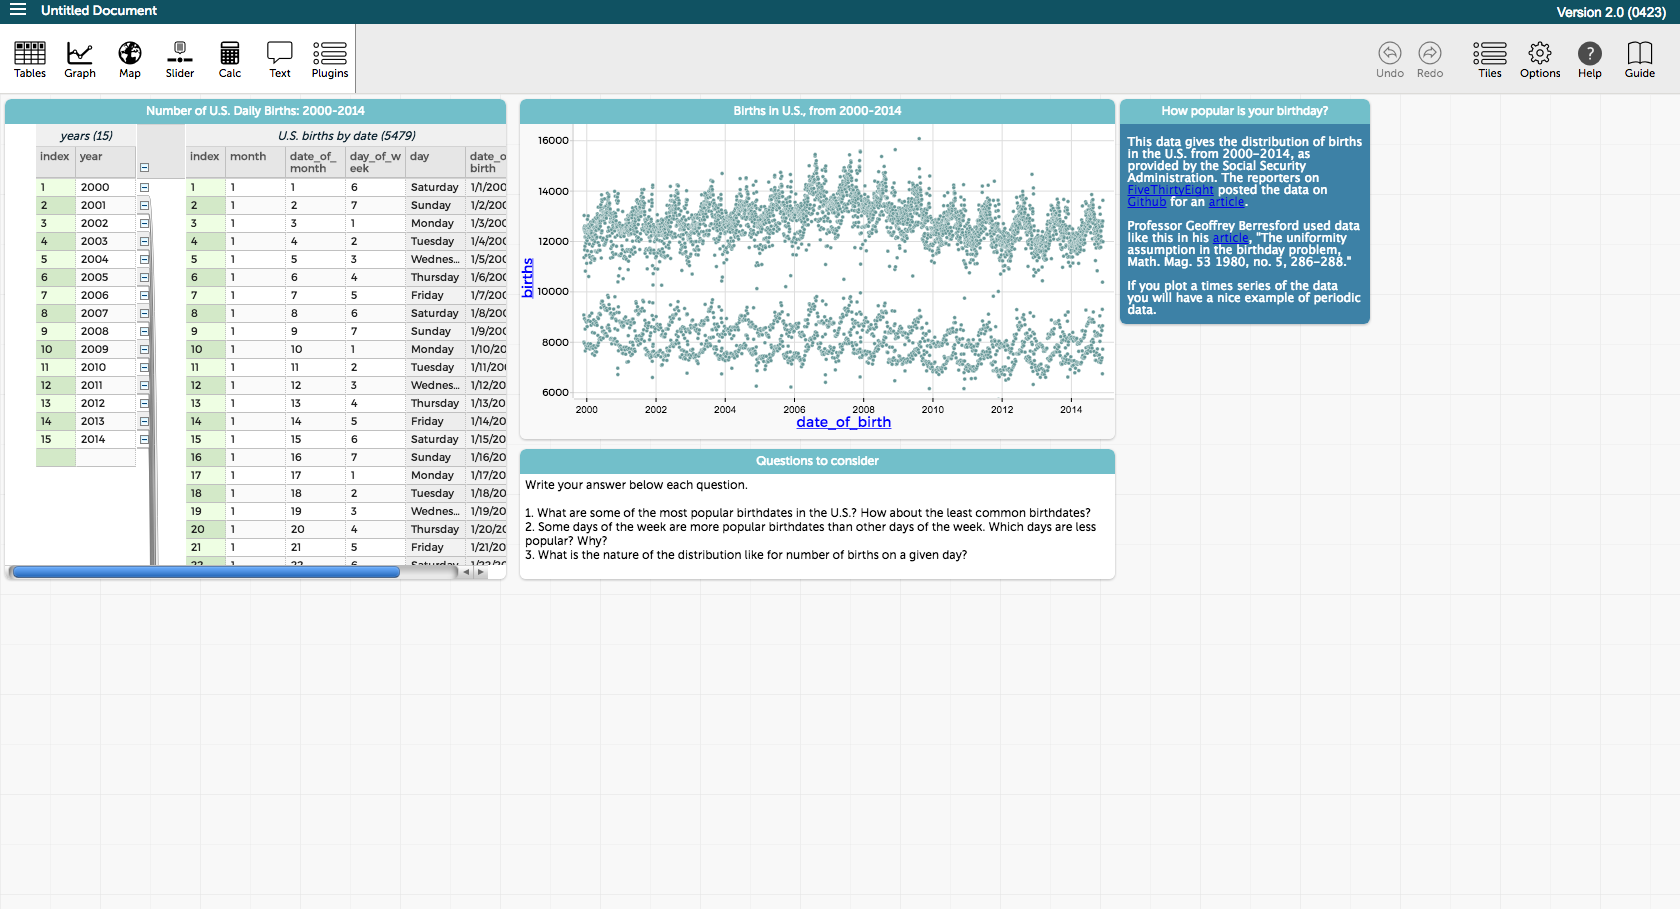 Untitled Document
Version 2.0 (0423)
Tables Graph Map Slider Calc Text Plugins
Undo Redo Tiles Options Help Guide
Number of U.S. Daily Births: 2000-2014
years (15) U.S. births by date (5479)
index year index month date_of_month day_of_week day date_o birth
1 2000 1 1 1 6 Saturday 1/1/200
2 2001 2 1 2 7 Sunday 1/2/200
3 2002 3 1 3 1 Monday 1/3/200
4 2003 4 1 4 2 Tuesday 1/4/200
5 2004 5 1 5 3 Wednes... 1/5/200
6 2005 6 1 6 4 Thursday 1/6/200
7 2006 7 1 7 5 Friday 1/7/200
8 2007 8 1 8 6 Saturday 1/8/200
9 2008 9 1 9 7 Sunday 1/9/200
10 2009 10 1 10 1 Monday 1/10/20
11 2010 11 1 11 2 Tuesday 1/11/200
12 2011 12 1 12 3 Wednes... 1/12/20
13 2012 13 1 13 4 Thursday 1/13/20
14 2013 14 1 14 5 Friday 1/14/20
15 2014 15 1 15 6 Saturday 1/15/20
16 1 16 7 Sunday 1/16/20
17 1 17 1 Monday 1/17/20
18 1 18 2 Tuesday 1/18/20
19 1 19 3 Wednes... 1/19/20
20 1 20 4 Thursday 1/20/20
21 1 21 5 Friday 1/21/20
22 1 22 6 Saturday 1/22/20
Births in U.S., from 2000-2014
births
16000
14000
12000
10000
8000
6000
2000 2002 2004 2006 2008 2010 2012 2014
date_of_birth
Questions to consider
Write your answer below each question.
1. What are some of the most popular birthdates in the U.S.? How about the least common birthdates?
2. Some days of the week are more popular birthdates than other days of the week. Which days are less
popular? Why?
3. What is the nature of the distribution like for number of births on a given day?
How popular is your birthday?
This data gives the distribution of births
in the U.S. from 2000-2014, as
provided by the Social Security
Administration. The reporters on
FiveThirtyEight posted the data on
Github for an article.
Professor Geoffrey Berresford used data
like this in his article, "The uniformity
assumption in the birthday problem,
Math. Mag. 53 1980, no. 5, 286-288."
If you plot a times series of the data
you will have a nice example of periodic
data.